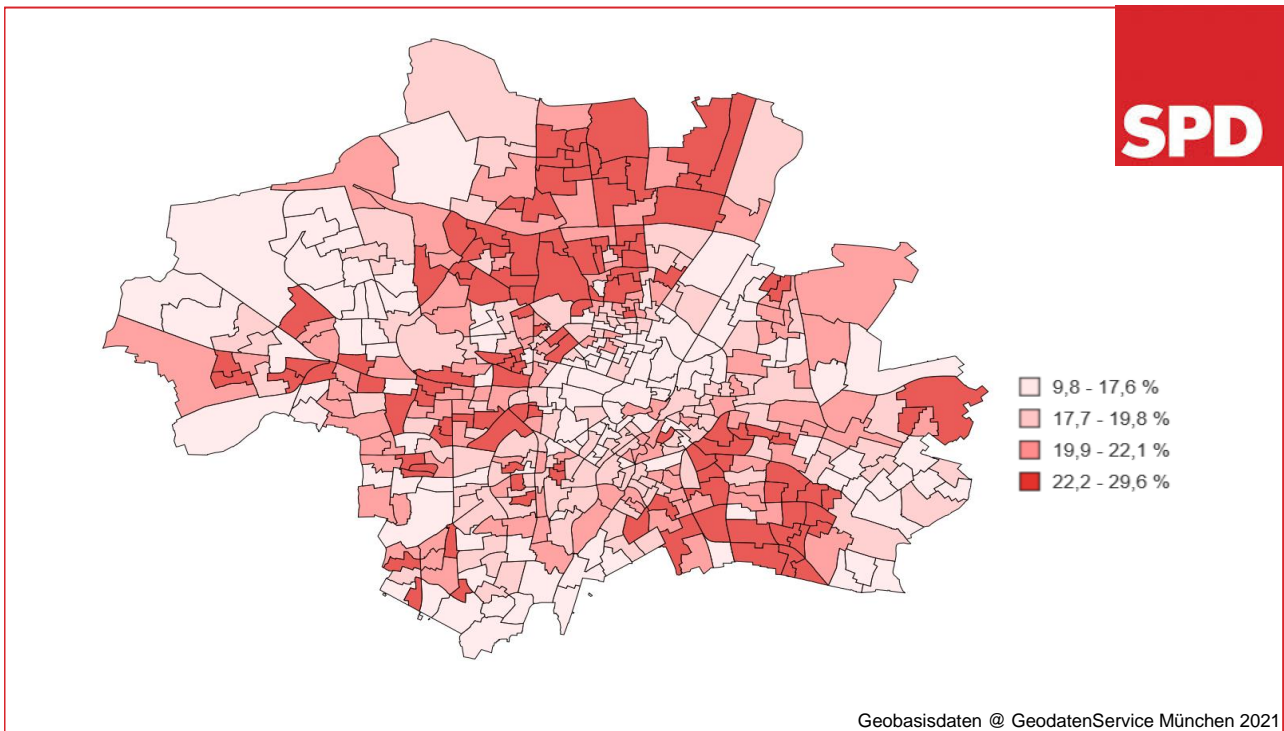 SPD
9,8 - 17,6 %
17,7 - 19,8 %
19,9 - 22,1 %
22,2 - 29,6 %
Geobasisdaten @ GeodatenService München 2021